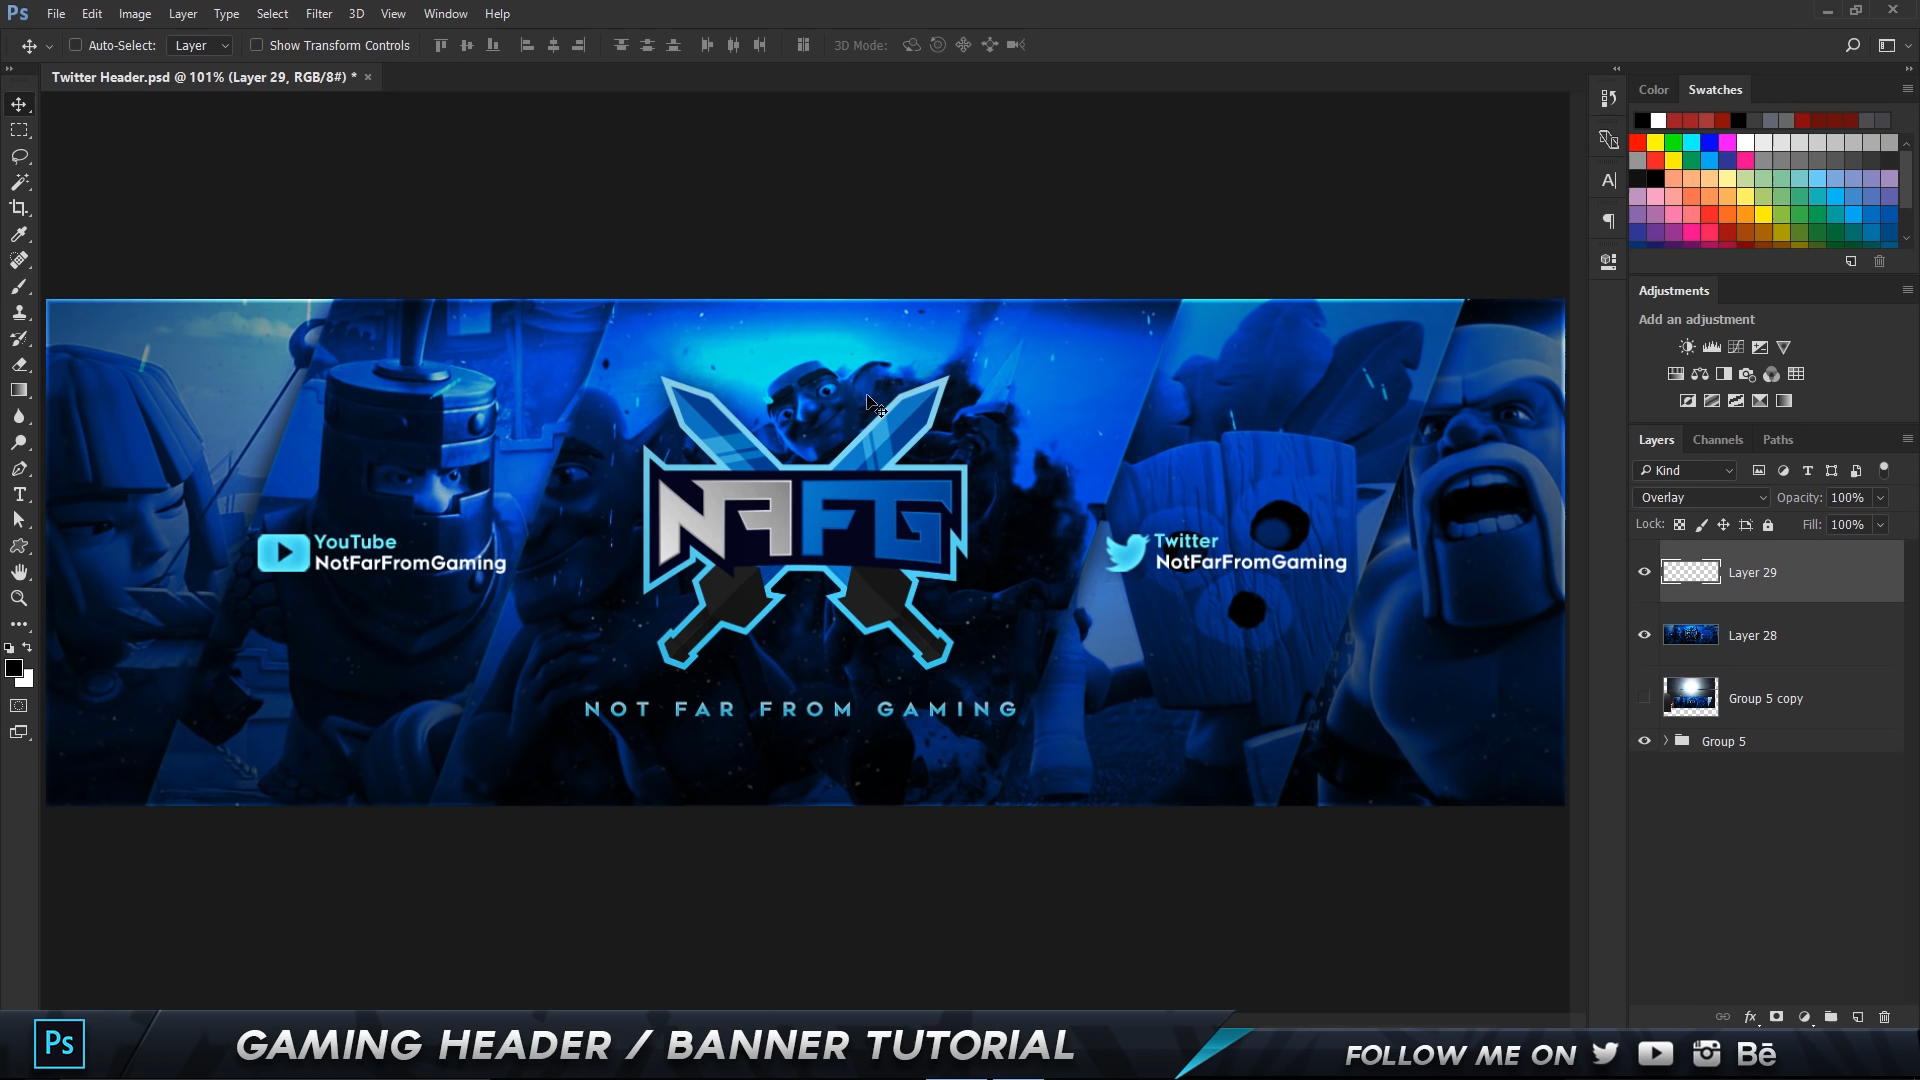 Ps File Edit Image Layer Type Select Filter 3D View Window Help
Auto-Select: Layer Show Transform Controls 3D Mode:
Twitter Header.psd @ 101% (Layer 29, RGB/8#) * ×
Color Swatches
Adjustments
Add an adjustment
Layers Channels Paths
Kind
Overlay Opacity: 100%
Lock: Fill: 100%
Layer 29
Layer 28
Group 5 copy
Group 5
NFFG
YouTube
NotFarFromGaming
Twitter
NotFarFromGaming
NOT FAR FROM GAMING
Ps
GAMING HEADER / BANNER TUTORIAL
FOLLOW ME ON
Bē